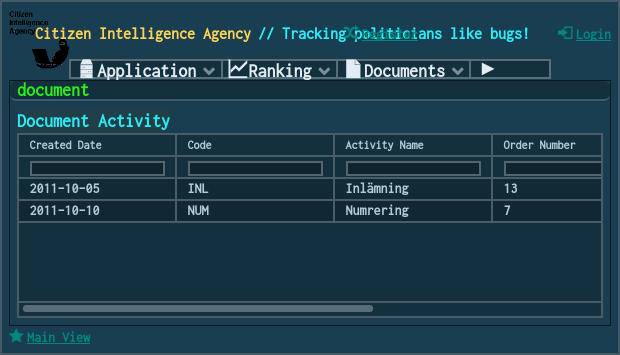 Citizen
Intelligence
Agency
Citizen Intelligence Agency // Tracking politicians like bugs!
Login
Application Ranking Documents
document
Document Activity
Created Date Code Activity Name Order Number
2011-10-05 INL Inlämning 13
2011-10-10 NUM Numrering 7
Main View